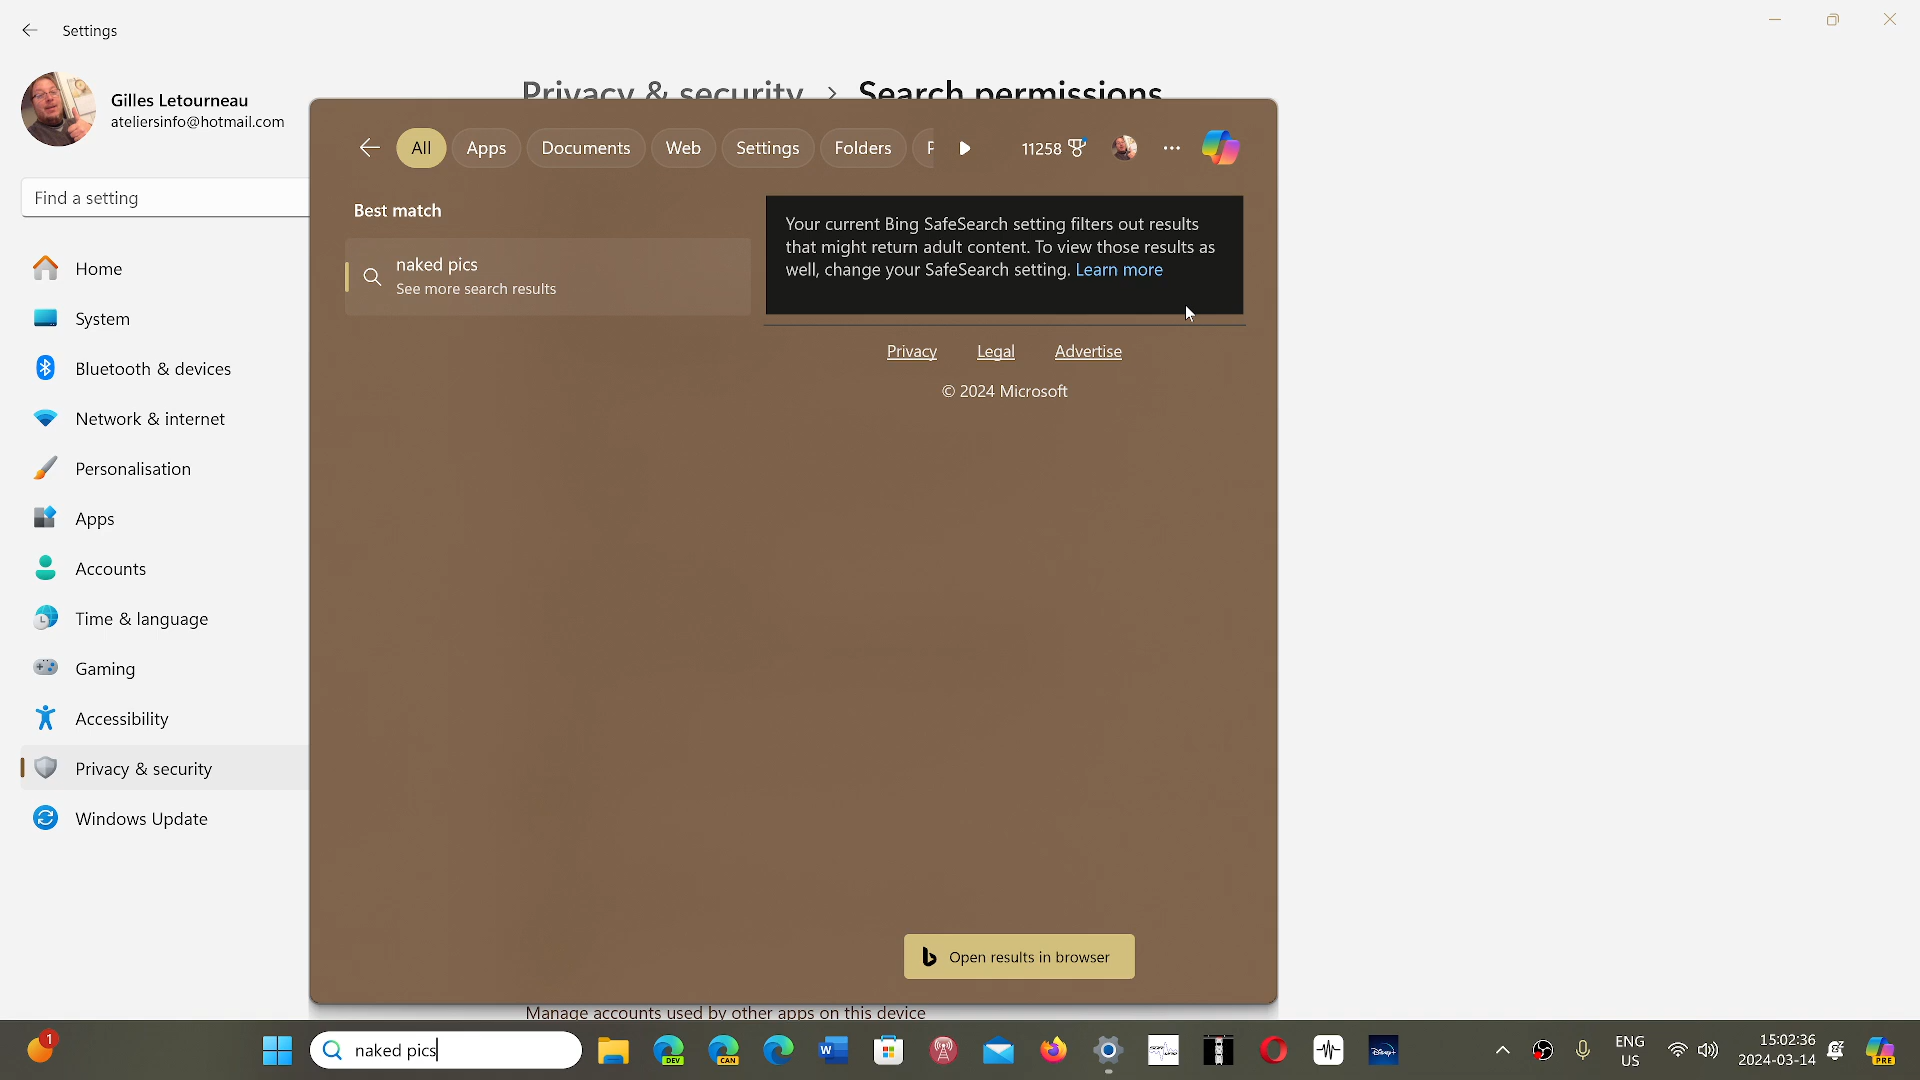 Settings
Gilles Letourneau
ateliersinfo@hotmail.com
Find a setting
Home
System
Bluetooth & devices
Network & internet
Personalisation
Apps
Accounts
Time & language
Gaming
Accessibility
Privacy & security
Windows Update
Privacy & security > Search permissions
All Apps Documents Web Settings Folders 11258
Best match
naked pics
See more search results
Your current Bing SafeSearch setting filters out results
that might return adult content. To view those results as
well, change your SafeSearch setting. Learn more
Privacy Legal Advertise
© 2024 Microsoft
Open results in browser
Manage accounts used by other apps on this device
1
naked pics
DEV
CAN
Disney+
ENG
US
15:02:36
2024-03-14
PRE